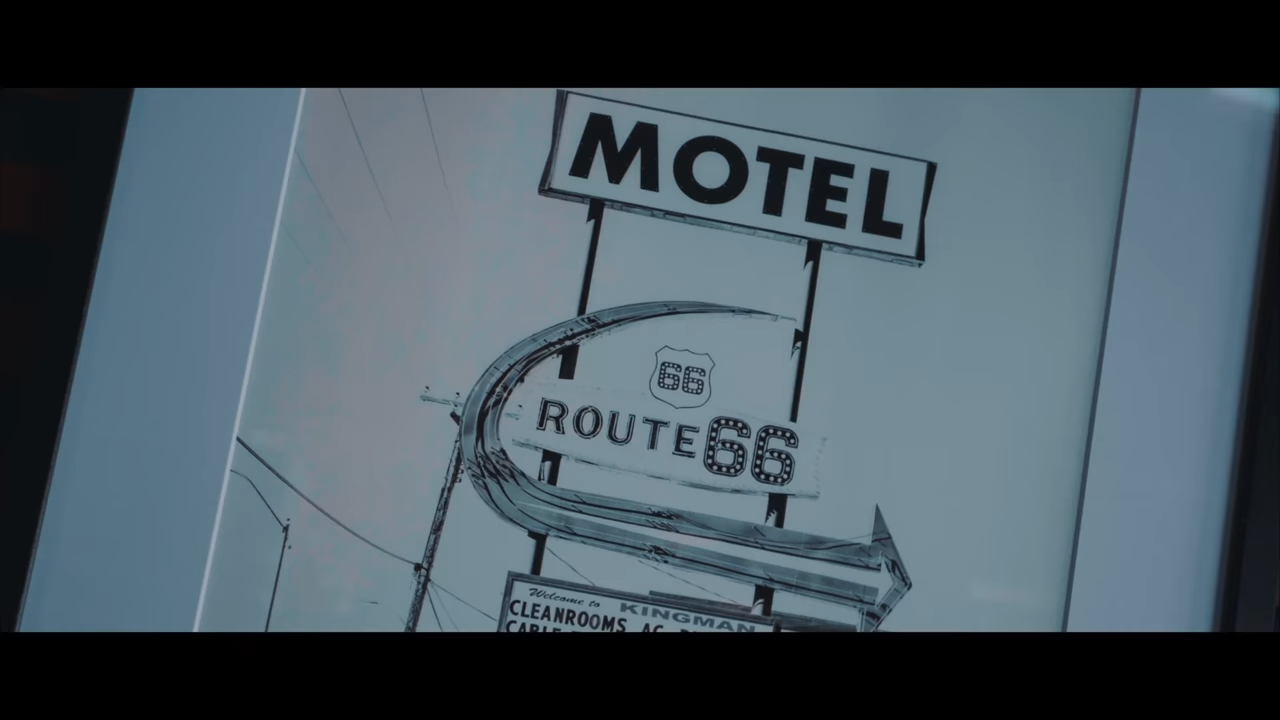 MOTEL
66
ROUTE 66
Welcome to KINGMAN
CLEANROOMS AC